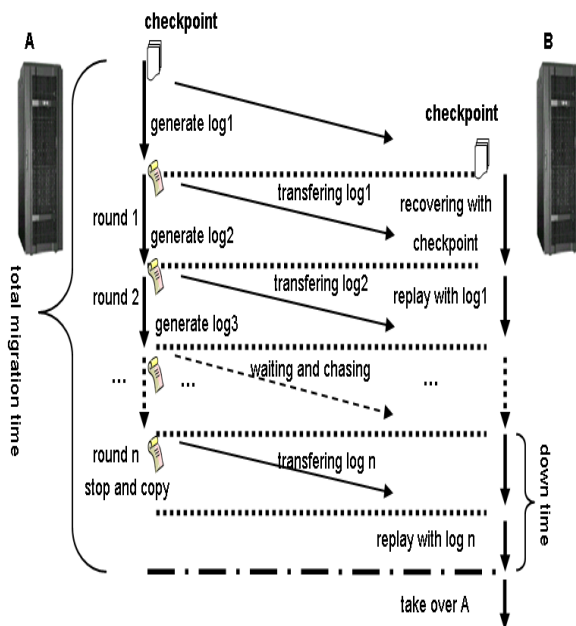 checkpoint
A
B
generate log1
checkpoint
transfering log1
recovering with
checkpoint
round 1
generate log2
transfering log2
replay with log1
round 2
generate log3
waiting and chasing
...
...
...
round n
stop and copy
transfering log n
replay with log n
take over A
total migration time
down time